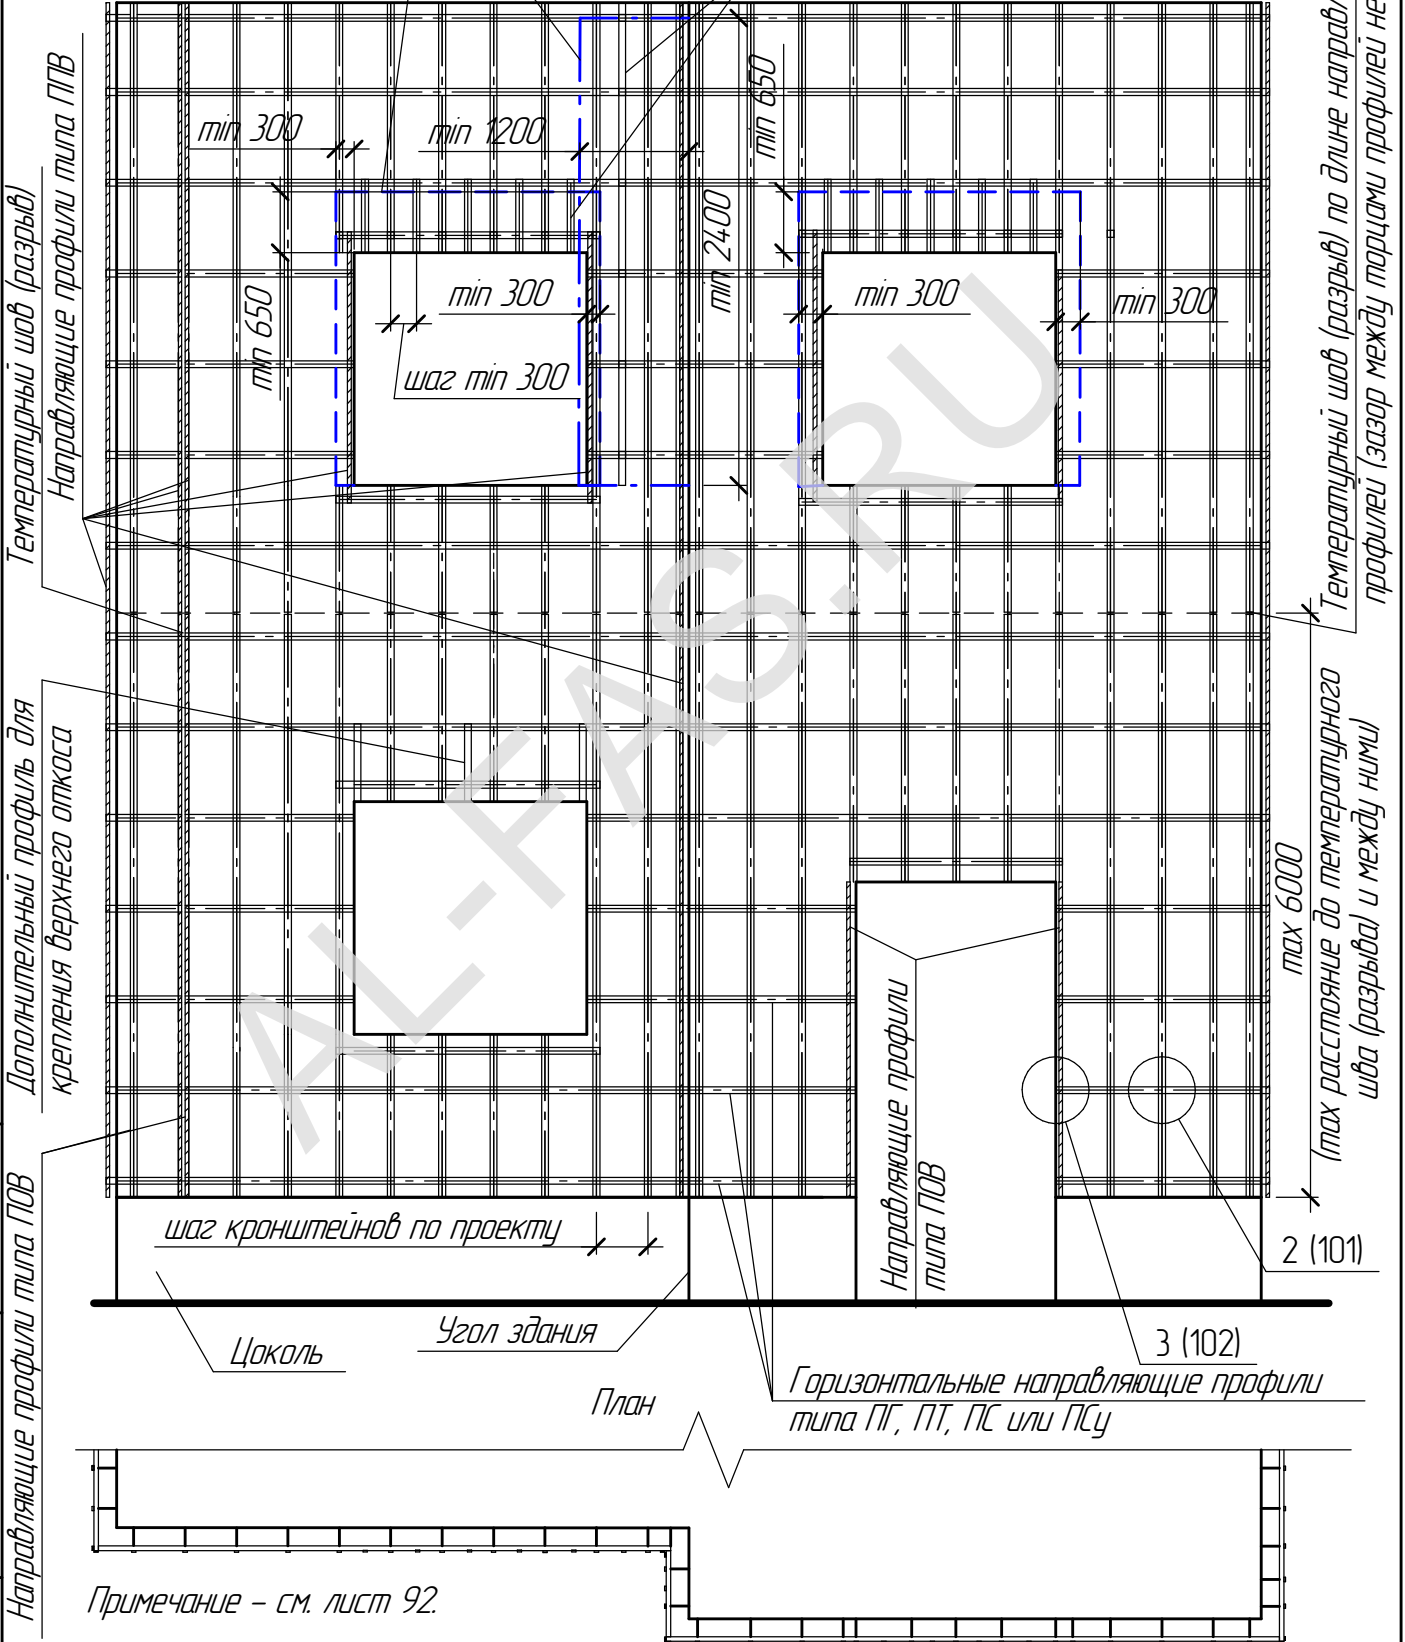 Температурный шов (разрыв)
Направляющие профили типа ППВ
Дополнительный профиль для
крепления верхнего откоса
Направляющие профили типа ПОВ
min 300
min 1200
min 650
min 650
min 2400
min 300
шаг min 300
min 300
min 300
Температурный шов (разрыв) по длине
профилей (зазор между торцами профилей
max 6000
(max расстояние до температурного
шва (разрыва) и между ними)
Направляющие профили
типа ПОВ
шаг кронштейнов по проекту
2 (101)
Угол здания
Цоколь
3 (102)
Горизонтальные направляющие профили
типа ПГ, ПТ, ПС или ПСу
План
Примечание – см. лист 92.
AL-FAS.RU